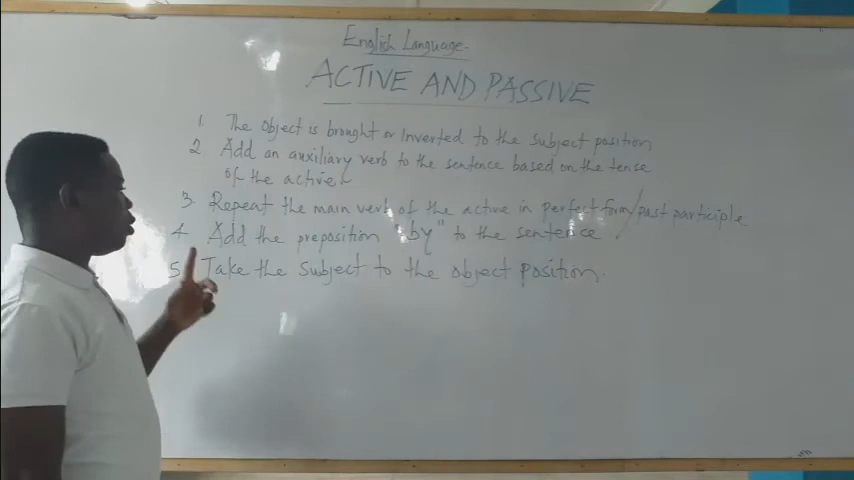 English Language
ACTIVE AND PASSIVE
1. The object is brought or inverted to the subject position
2. Add an auxiliary verb to the sentence based on the tense
of the active
3. Repeat the main verb of the active in perfect form/past participle
4. Add the preposition "by" to the sentence.
5. Take the subject to the object position.